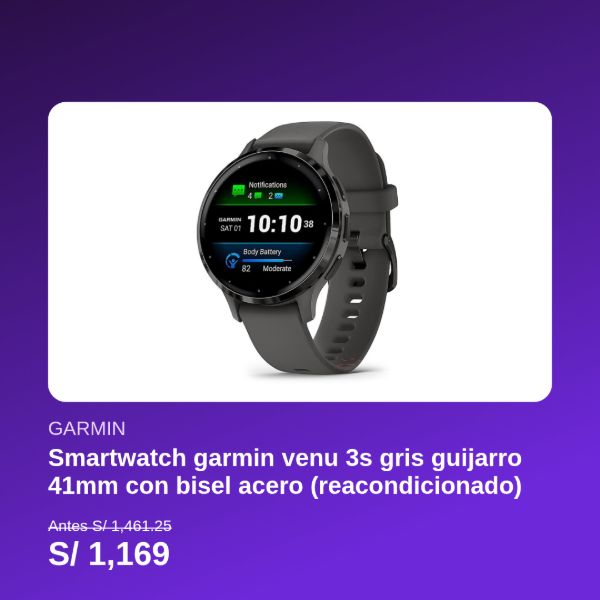 Notifications
4 2
GARMIN
SAT 01
10:10 38
Body Battery
82 Moderate
GARMIN
Smartwatch garmin venu 3s gris guijarro
41mm con bisel acero (reacondicionado)
Antes S/ 1,461.25
S/ 1,169